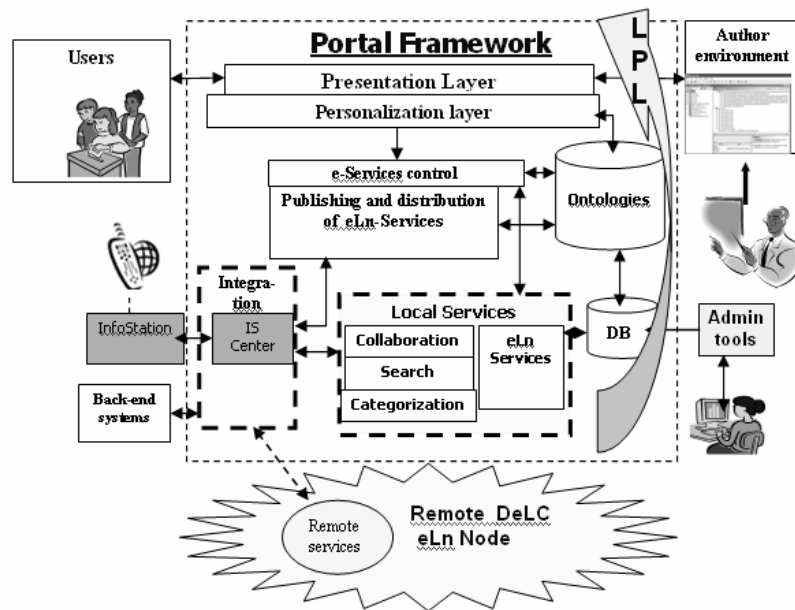 Portal Framework
Users
Presentation Layer
Personalization layer
LPL
Author
environment
e-Services control
Publishing and distribution
of eLn-Services
Ontologies
Integra-
tion
InfoStation
IS
Center
Local Services
Collaboration
Search
Categorization
eLn
Services
DB
Admin
tools
Back-end
systems
Remote
services
Remote DeLC
eLn Node